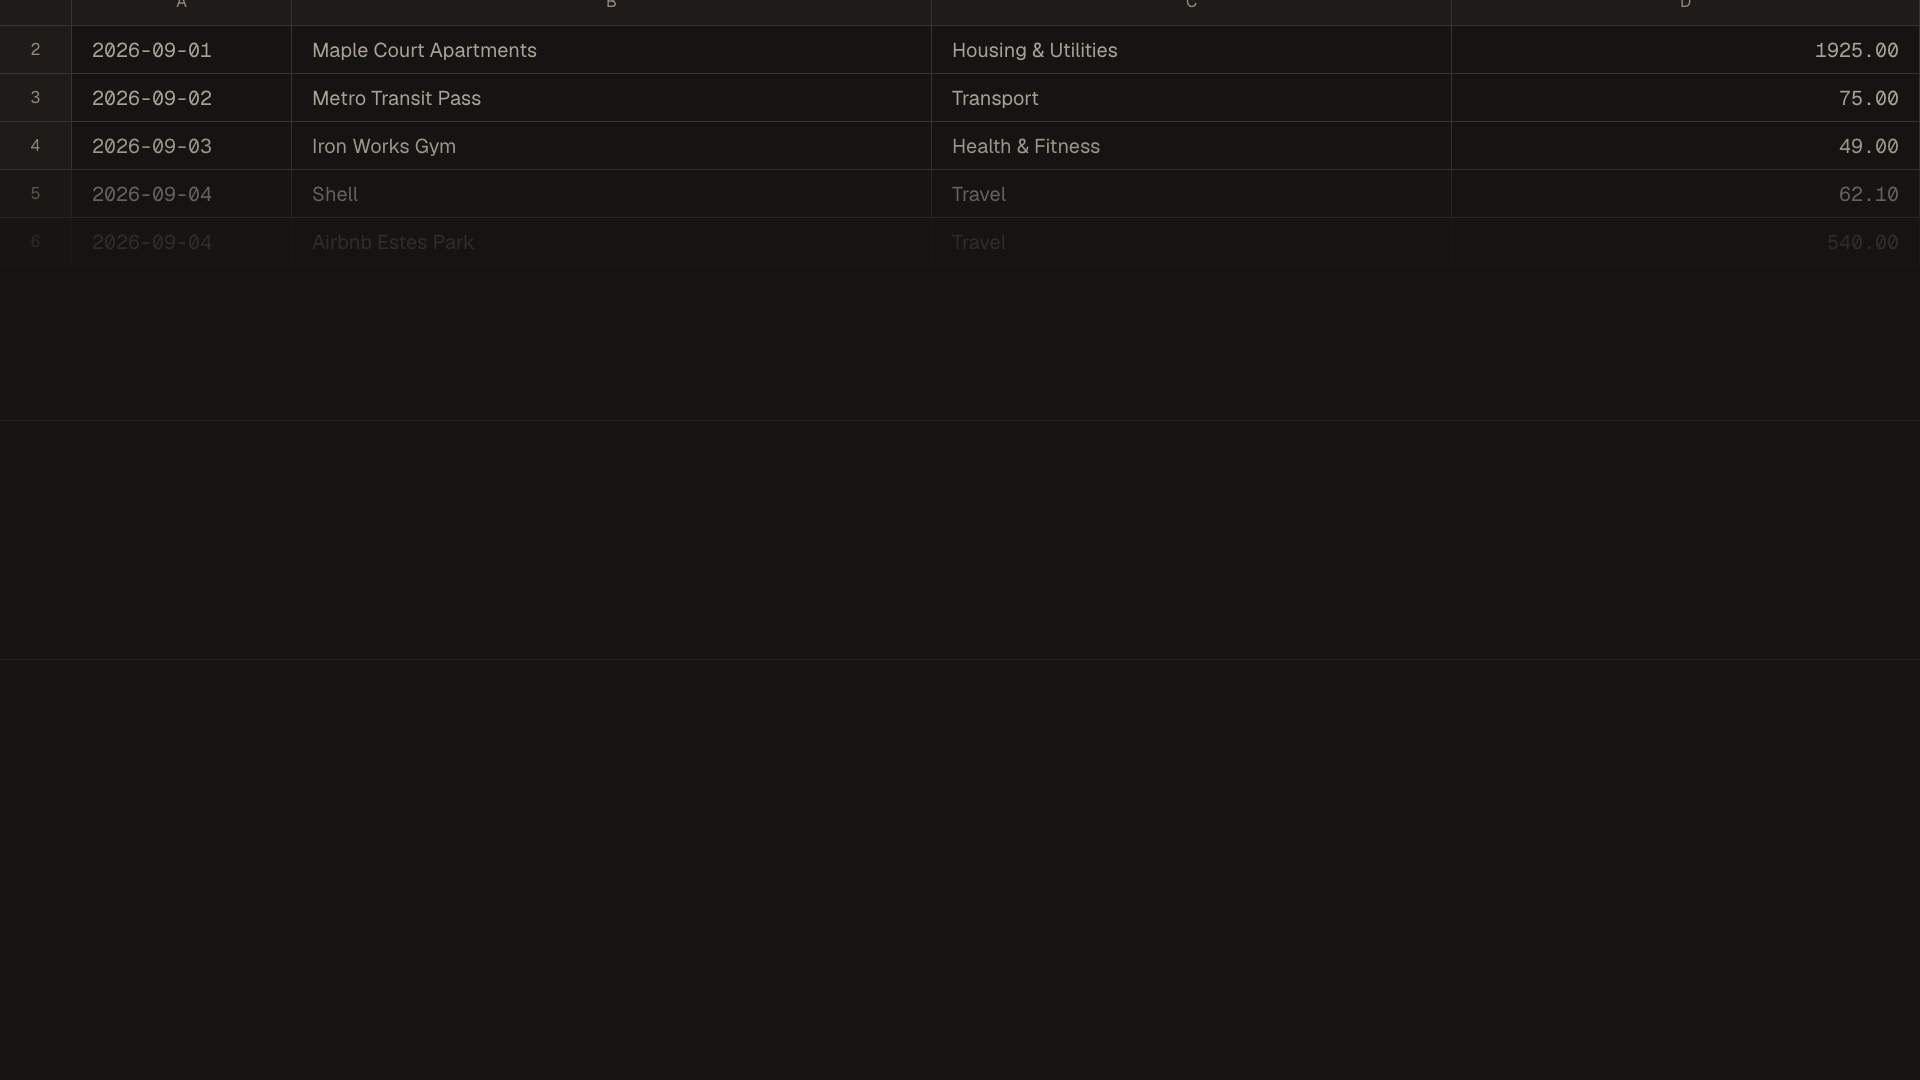 A B C D
2 2026-09-01 Maple Court Apartments Housing & Utilities 1925.00
3 2026-09-02 Metro Transit Pass Transport 75.00
4 2026-09-03 Iron Works Gym Health & Fitness 49.00
5 2026-09-04 Shell Travel 62.10
6 2026-09-04 Airbnb Estes Park Travel 540.00